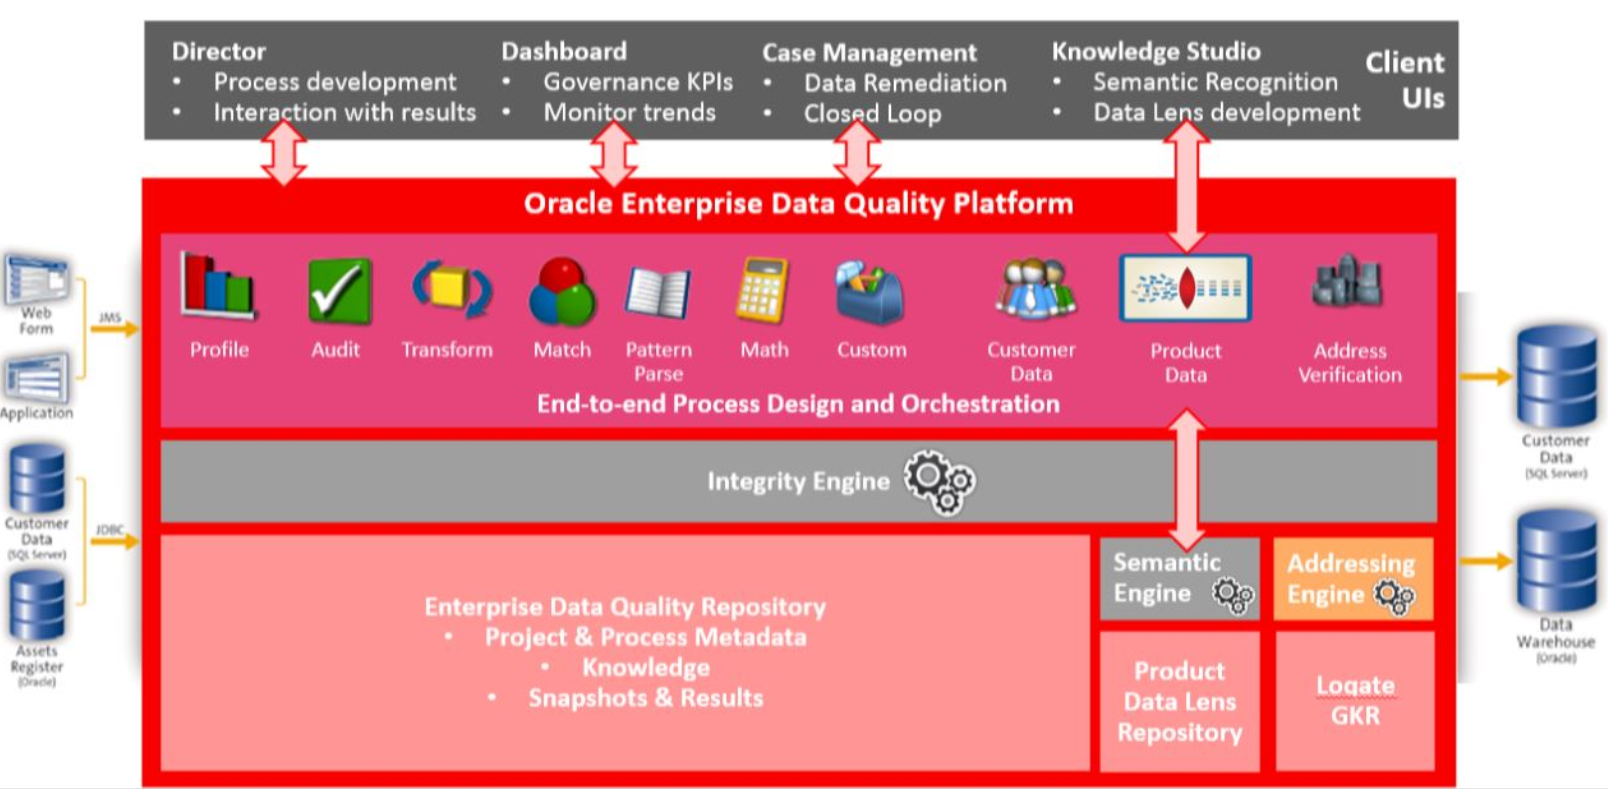 Director
• Process development
• Interaction with results
Dashboard
• Governance KPIs
• Monitor trends
Case Management
• Data Remediation
• Closed Loop
Knowledge Studio
• Semantic Recognition
• Data Lens development
Client
UIs
Oracle Enterprise Data Quality Platform
Profile
Audit
Transform
Match
Pattern
Parse
Math
Custom
Customer
Data
Product
Data
Address
Verification
End-to-end Process Design and Orchestration
Integrity Engine
Enterprise Data Quality Repository
• Project & Process Metadata
• Knowledge
• Snapshots & Results
Semantic
Engine
Addressing
Engine
Product
Data Lens
Repository
Loqate
GKR
Web
Form
Application
JMS
Customer
Data
(SQL Server)
JDBC
Assets
Register
(Oracle)
Customer
Data
(SQL Server)
Data
Warehouse
(Oracle)